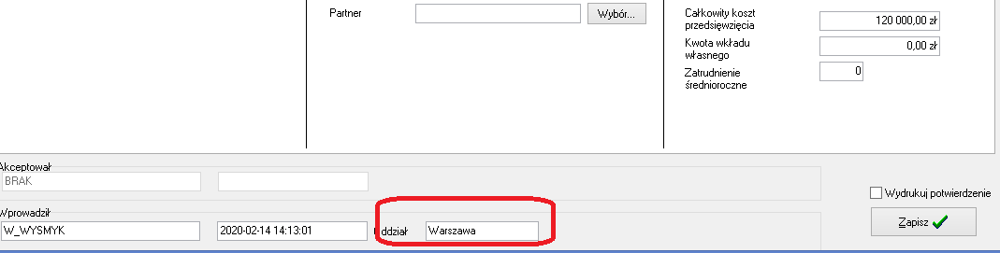 Partner Wybór...
Całkowity koszt
przedsięwzięcia 120 000,00 zł
Kwota wkładu
własnego 0,00 zł
Zatrudnienie
średnioroczne 0
Akceptował
BRAK
Wydrukuj potwierdzenie
Wprowadził
W_WYSMYK 2020-02-14 14:13:01 ddział Warszawa
Zapisz